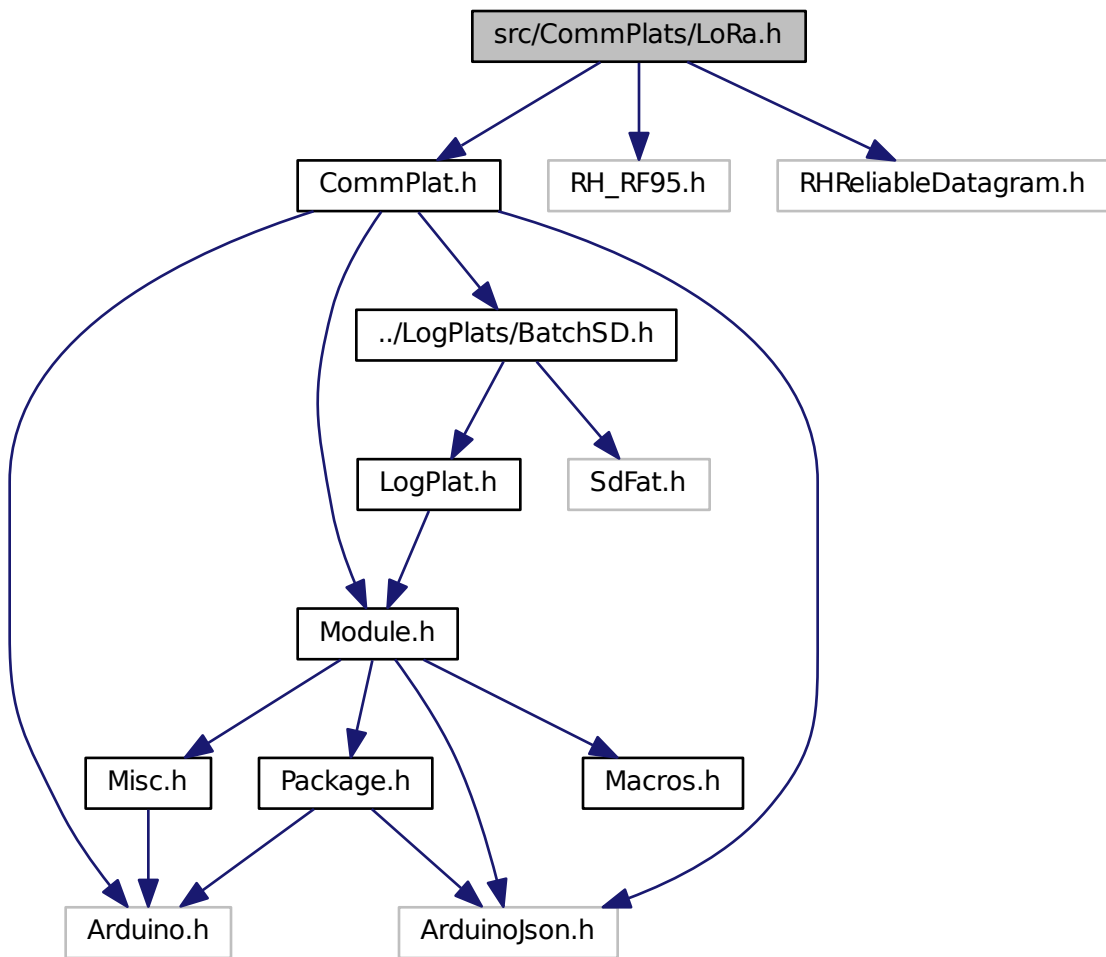 src/CommPlats/LoRa.h
CommPlat.h
RH_RF95.h
RHReliableDatagram.h
../LogPlats/BatchSD.h
LogPlat.h
SdFat.h
Module.h
Misc.h
Package.h
Macros.h
Arduino.h
ArduinoJson.h